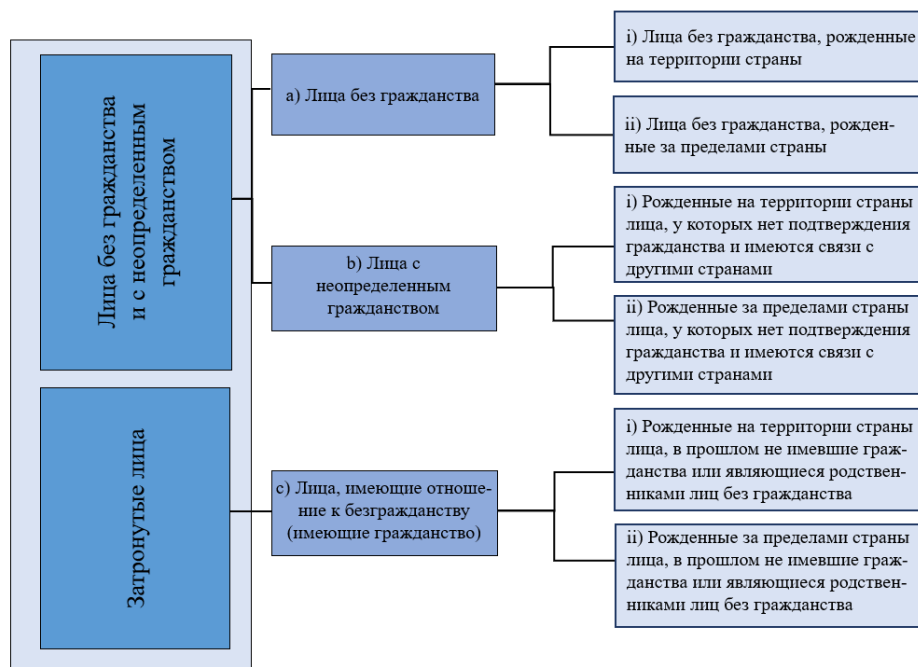 Лица без гражданства
и с неопределенным
гражданством
Затронутые лица
a) Лица без гражданства
b) Лица с
неопределенным
гражданством
c) Лица, имеющие отноше-
ние к безгражданству
(имеющие гражданство)
i) Лица без гражданства, рожденные
на территории страны
ii) Лица без гражданства, рожден-
ные за пределами страны
i) Рожденные на территории страны
лица, у которых нет подтверждения
гражданства и имеются связи с
другими странами
ii) Рожденные за пределами страны
лица, у которых нет подтверждения
гражданства и имеются связи с
другими странами
i) Рожденные на территории страны
лица, в прошлом не имевшие граж-
данства или являющиеся родствен-
никами лиц без гражданства
ii) Рожденные за пределами страны
лица, в прошлом не имевшие граж-
данства или являющиеся родствен-
никами лиц без гражданства